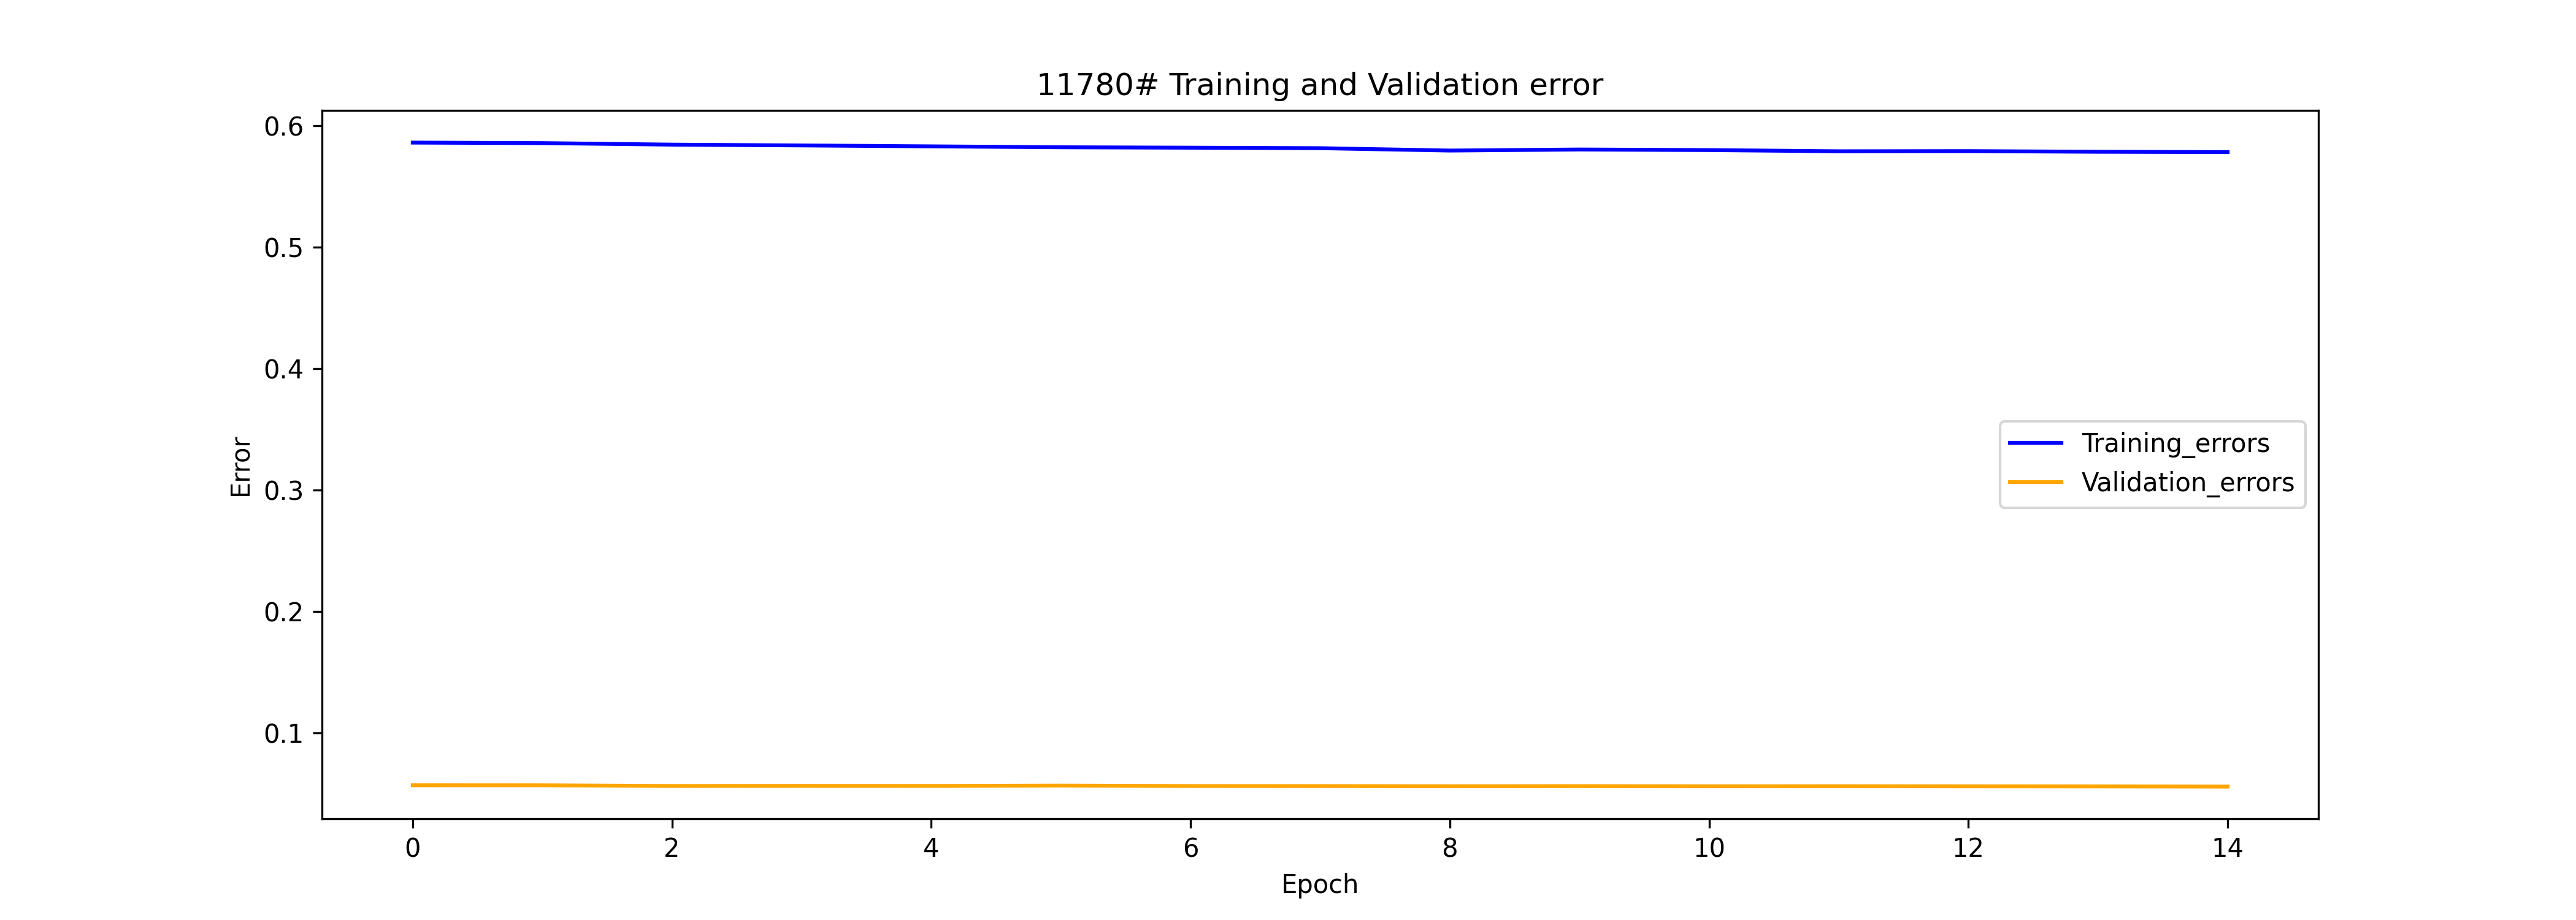 11780# Training and Validation error
0.6
0.5
0.4
0.3
0.2
0.1
Error
Training_errors
Validation_errors
0 2 4 6 8 10 12 14
Epoch